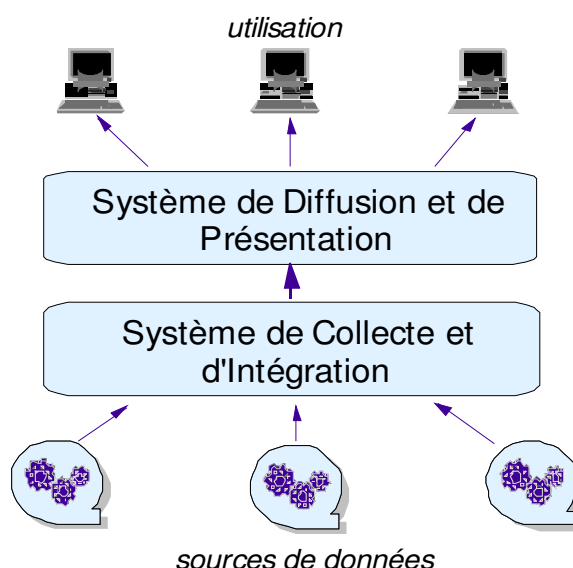 utilisation
Système de Diffusion et de
Présentation
Système de Collecte et
d'Intégration
sources de données